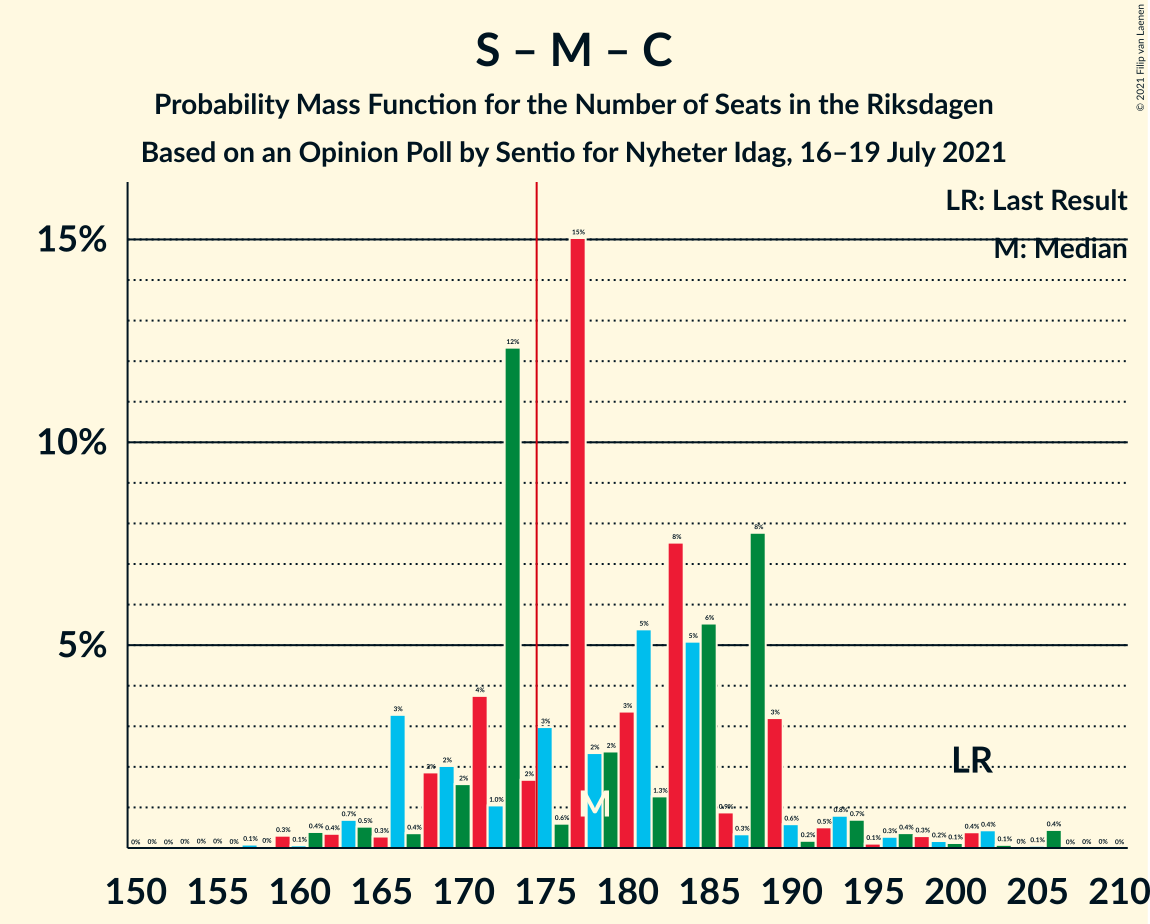 S – M – C
Probability Mass Function for the Number of Seats in the Riksdagen
Based on an Opinion Poll by Sentio for Nyheter Idag, 16–19 July 2021
© 2021 Filip van Laenen
LR: Last Result
M: Median
15%
10%
5%
0% 0% 0% 0% 0% 0% 0% 0.1% 0% 0.3% 0.1% 0.4% 0.4% 0.7% 0.5% 0.3% 3% 0.4% 2% 2% 2% 4% 1.0% 12% 2% 3% 0.6% 15% 2% 2% 3% 5% 1.3% 8% 5% 6% 0.9% 0.3% 8% 3% 0.6% 0.2% 0.5% 0.8% 0.7% 0.1% 0.3% 0.4% 0.3% 0.2% 0.1% 0.4% 0.4% 0.1% 0% 0.1% 0.4% 0% 0% 0% 0%
LR
M
150 155 160 165 170 175 180 185 190 195 200 205 210